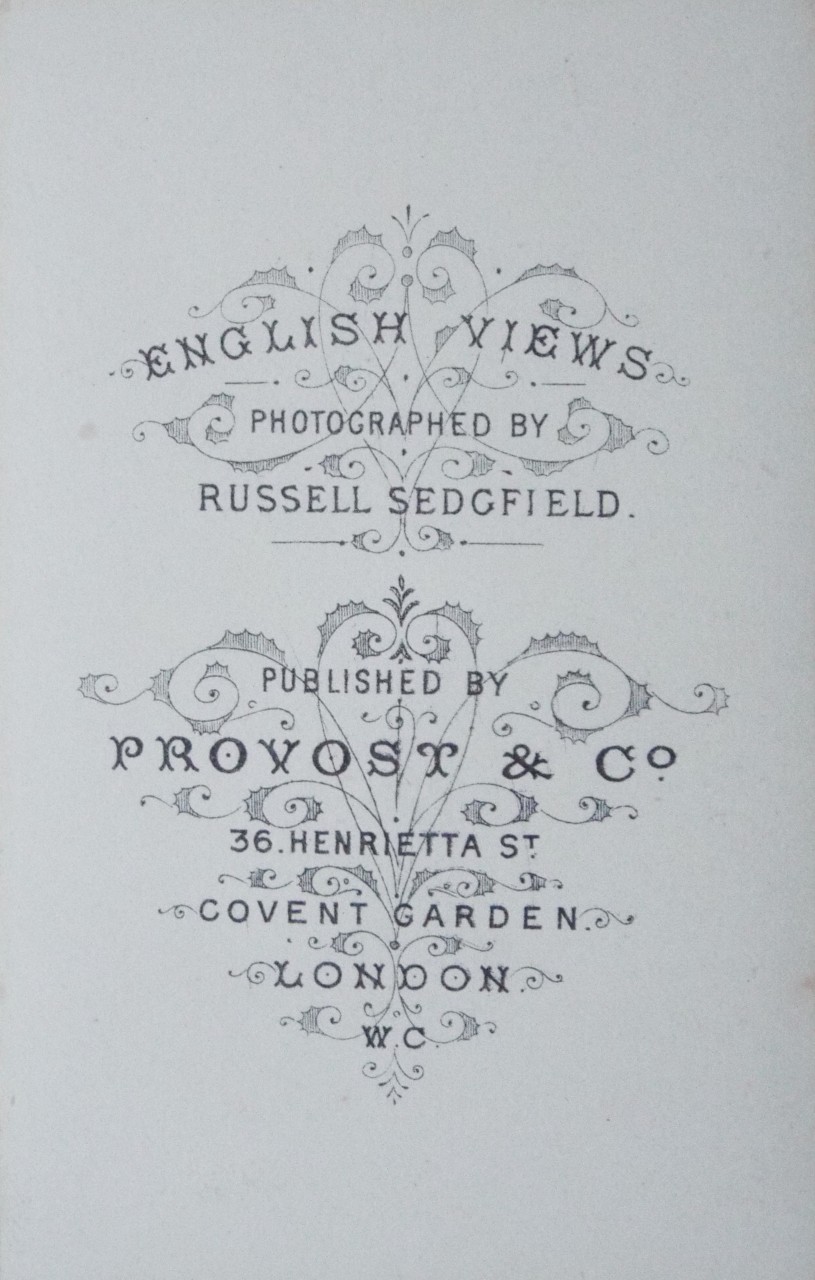 ENGLISH VIEWS
PHOTOGRAPHED BY
RUSSELL SEDGFIELD.
PUBLISHED BY
PROVOST & Co
36. HENRIETTA ST
COVENT GARDEN.
LONDON.
W.C.